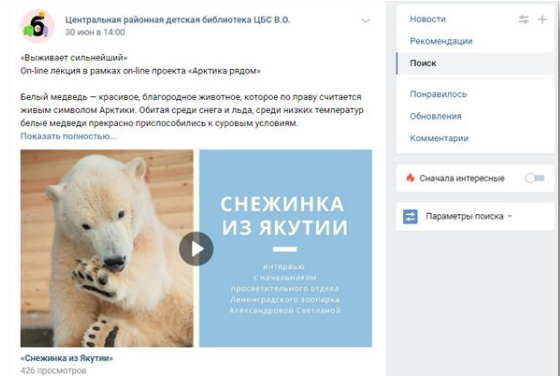 Центральная районная детская библиотека ЦБС В.О.
30 июн в 14:00
«Выживает сильнейший»
On-line лекция в рамках on-line проекта «Арктика рядом»
Белый медведь — красивое, благородное животное, которое по праву считается
живым символом Арктики. Обитая среди снега и льда, среди низких температур
белые медведи прекрасно приспособились к суровым условиям.
Показать полностью...
СНЕЖИНКА
ИЗ ЯКУТИИ
интервью
с начальником
просветительного отдела
Ленинградского зоопарка
Александровой Светланой
«Снежинка из Якутии»
426 просмотров
Новости
Рекомендации
Поиск
Понравилось
Обновления
Комментарии
Сначала интересные
Параметры поиска